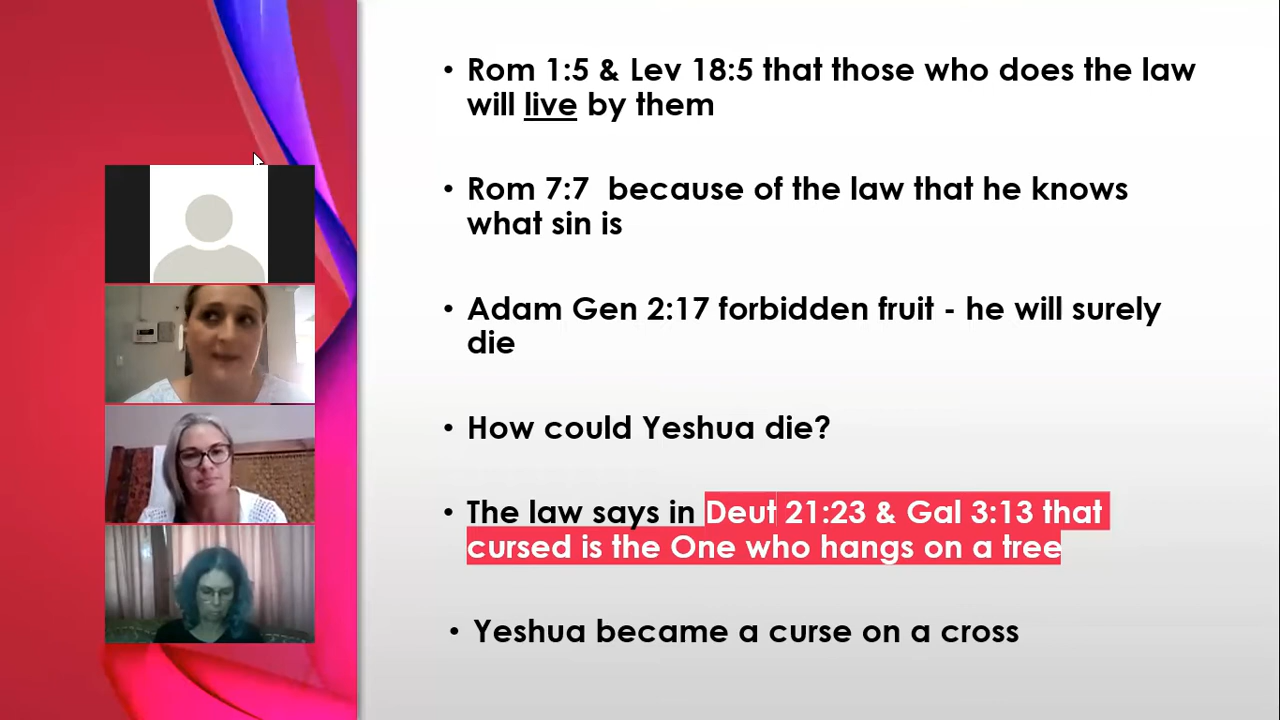 • Rom 1:5 & Lev 18:5 that those who does the law
will live by them
• Rom 7:7 because of the law that he knows
what sin is
• Adam Gen 2:17 forbidden fruit - he will surely
die
• How could Yeshua die?
• The law says in Deut 21:23 & Gal 3:13 that
cursed is the One who hangs on a tree
• Yeshua became a curse on a cross